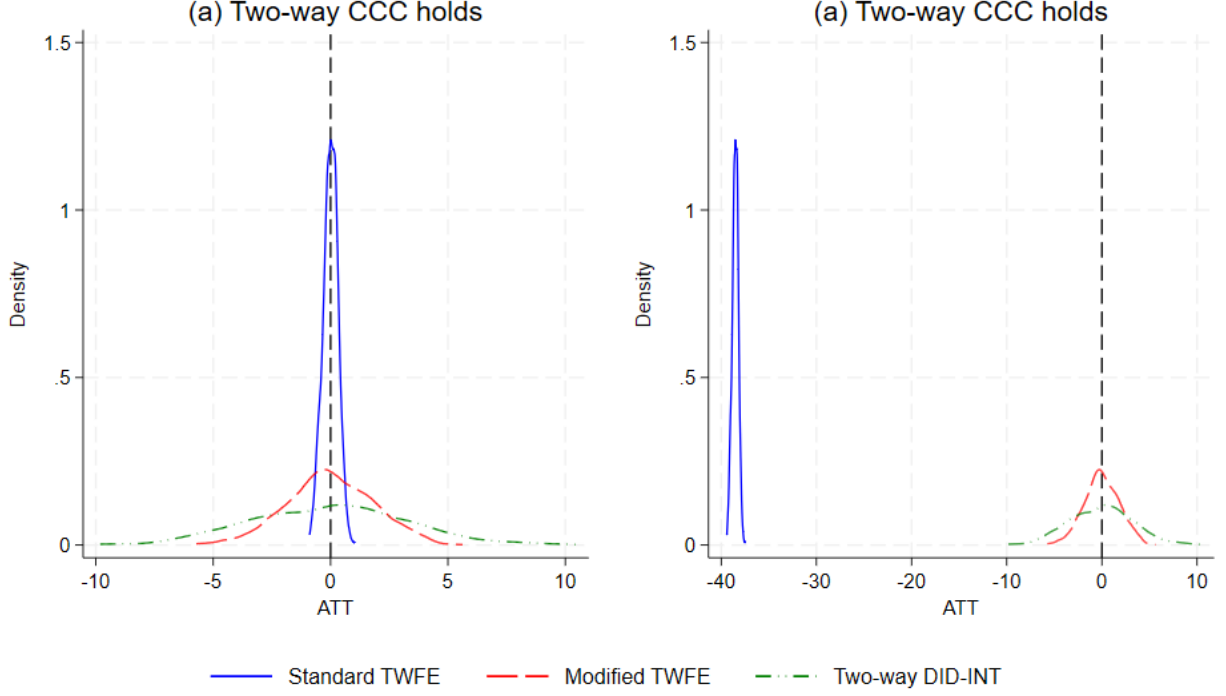 (a) Two-way CCC holds
1.5
1
.5
0
Density
-10
-5
0
5
10
ATT
(a) Two-way CCC holds
1.5
1
.5
0
Density
-40
-30
-20
-10
0
10
ATT
Standard TWFE
Modified TWFE
Two-way DID-INT